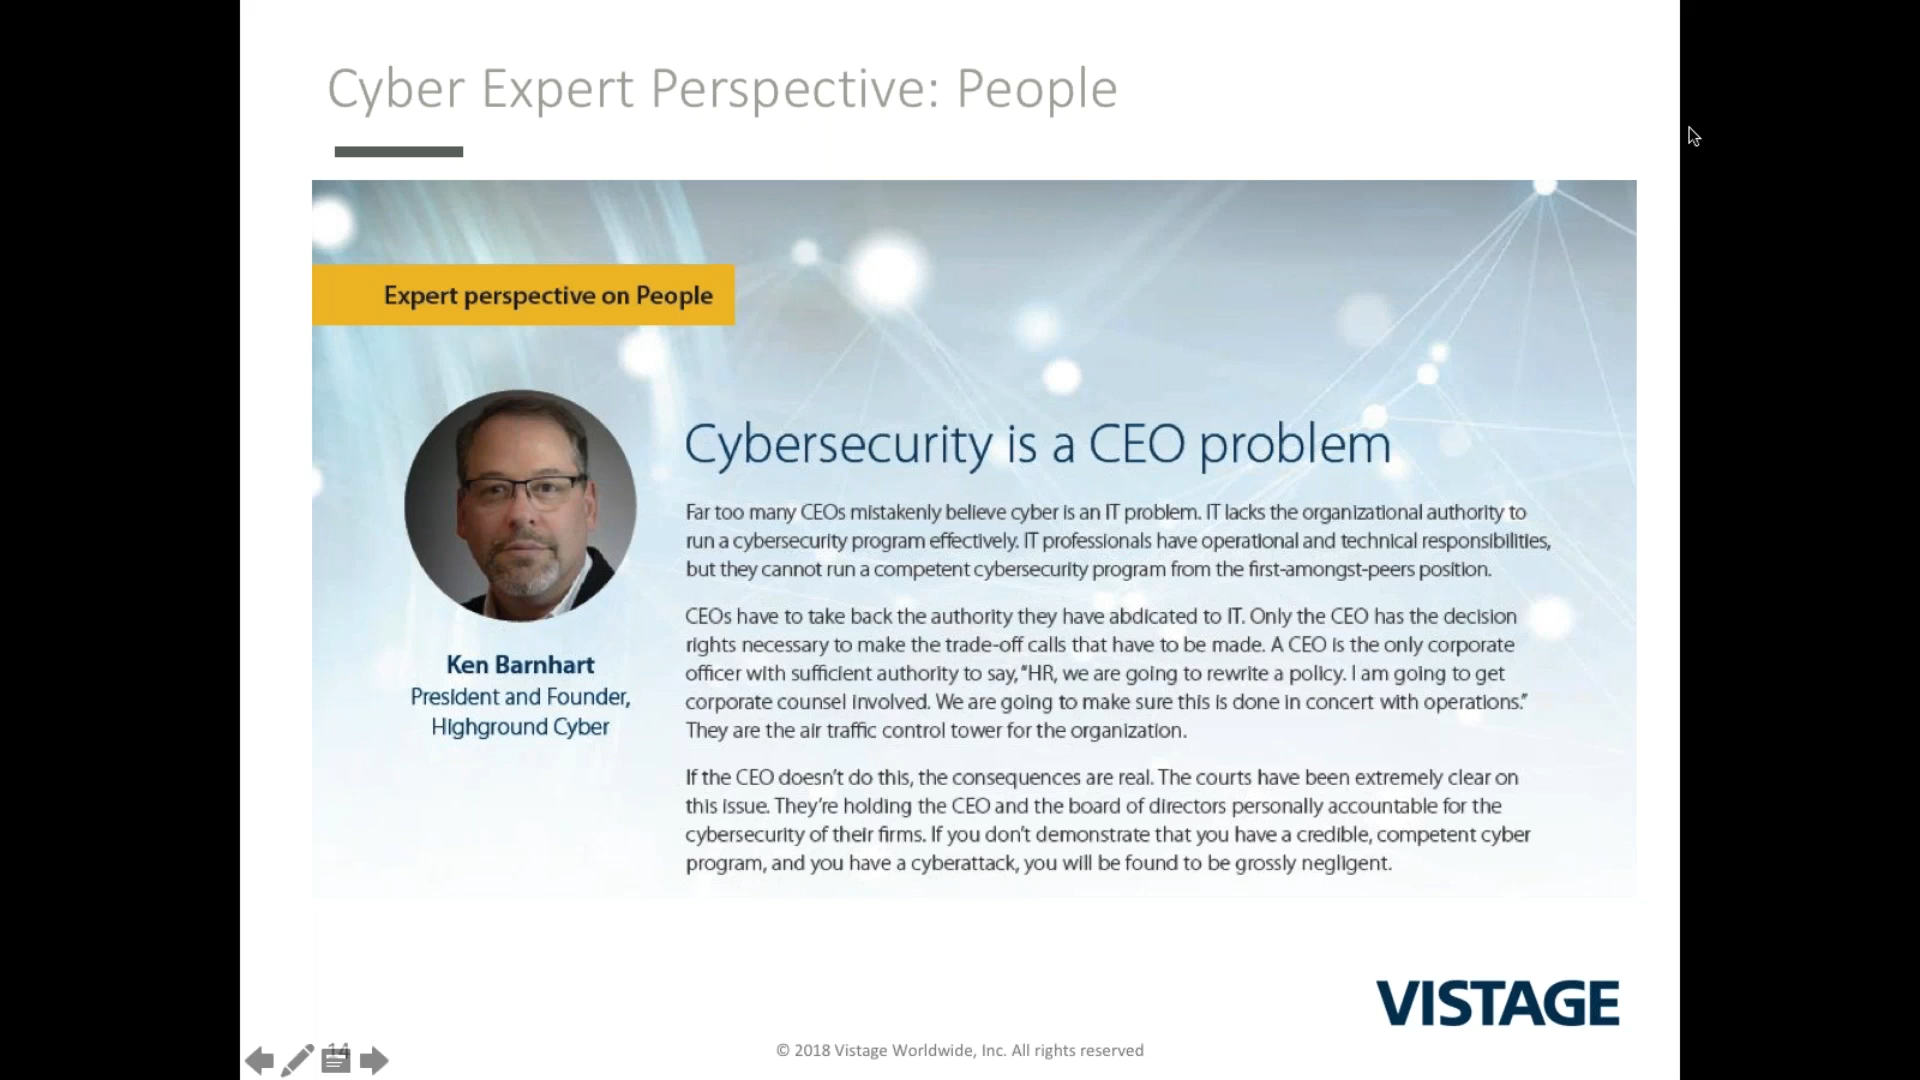 Cyber Expert Perspective: People
Expert perspective on People
Cybersecurity is a CEO problem
Far too many CEOs mistakenly believe cyber is an IT problem. IT lacks the organizational authority to
run a cybersecurity program effectively. IT professionals have operational and technical responsibilities,
but they cannot run a competent cybersecurity program from the first-amongst-peers position.
CEOs have to take back the authority they have abdicated to IT. Only the CEO has the decision
rights necessary to make the trade-off calls that have to be made. A CEO is the only corporate
officer with sufficient authority to say, "HR, we are going to rewrite a policy. I am going to get
corporate counsel involved. We are going to make sure this is done in concert with operations."
They are the air traffic control tower for the organization.
If the CEO doesn't do this, the consequences are real. The courts have been extremely clear on
this issue. They're holding the CEO and the board of directors personally accountable for the
cybersecurity of their firms. If you don't demonstrate that you have a credible, competent cyber
program, and you have a cyberattack, you will be found to be grossly negligent.
Ken Barnhart
President and Founder,
Highground Cyber
VISTAGE
14
© 2018 Vistage Worldwide, Inc. All rights reserved